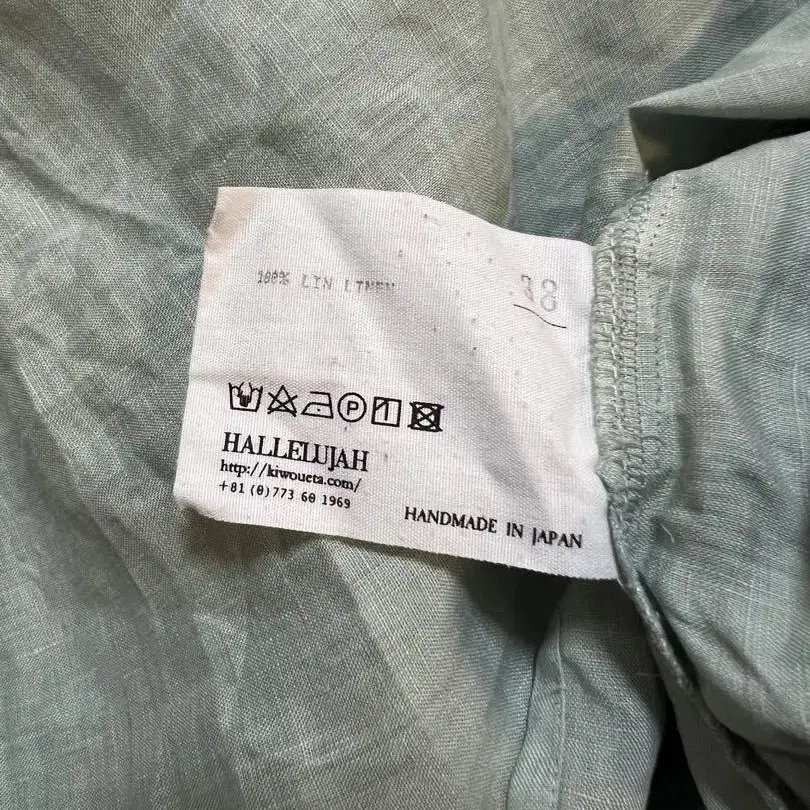 100% LIN LINEN
38
P
HALLELUJAH
http://kiwoueta.com/
+81 (0)773 60 1969
HANDMADE IN JAPAN